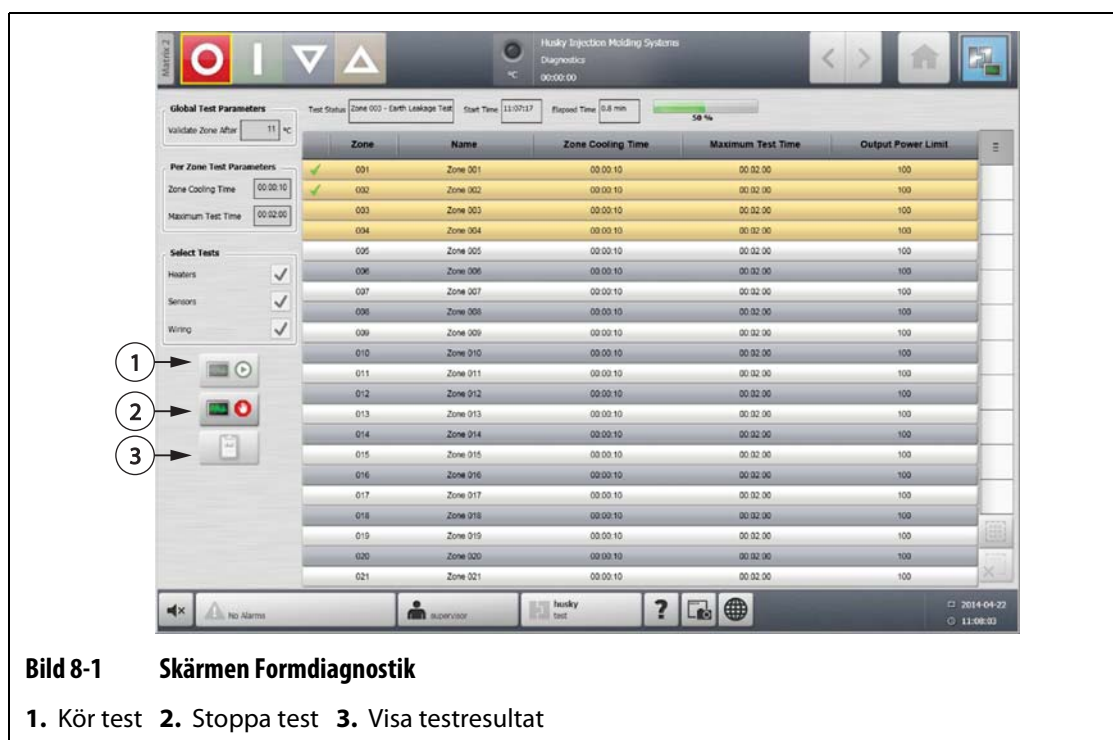 Matrix 2
Husky Injection Molding Systems
Diagnostics
°C 00:00:00
Global Test Parameters
Validate Zone After 11 °C
Test Status Zone 003 - Earth Leakage Test Start Time 11:07:17 Elapsed Time 0.8 min 50 %
Per Zone Test Parameters
Zone Cooling Time 00:00:10
Maximum Test Time 00:02:00
Select Tests
Heaters
Sensors
Wiring
Zone Name Zone Cooling Time Maximum Test Time Output Power Limit
001 Zone 001 00:00:10 00:02:00 100
002 Zone 002 00:00:10 00:02:00 100
003 Zone 003 00:00:10 00:02:00 100
004 Zone 004 00:00:10 00:02:00 100
005 Zone 005 00:00:10 00:02:00 100
006 Zone 006 00:00:10 00:02:00 100
007 Zone 007 00:00:10 00:02:00 100
008 Zone 008 00:00:10 00:02:00 100
009 Zone 009 00:00:10 00:02:00 100
010 Zone 010 00:00:10 00:02:00 100
011 Zone 011 00:00:10 00:02:00 100
012 Zone 012 00:00:10 00:02:00 100
013 Zone 013 00:00:10 00:02:00 100
014 Zone 014 00:00:10 00:02:00 100
015 Zone 015 00:00:10 00:02:00 100
016 Zone 016 00:00:10 00:02:00 100
017 Zone 017 00:00:10 00:02:00 100
018 Zone 018 00:00:10 00:02:00 100
019 Zone 019 00:00:10 00:02:00 100
020 Zone 020 00:00:10 00:02:00 100
021 Zone 021 00:00:10 00:02:00 100
1
2
3
No Alarms supervisor husky ? 2014-04-22
test 11:08:03
Bild 8-1 Skärmen Formdiagnostik
1. Kör test 2. Stoppa test 3. Visa testresultat